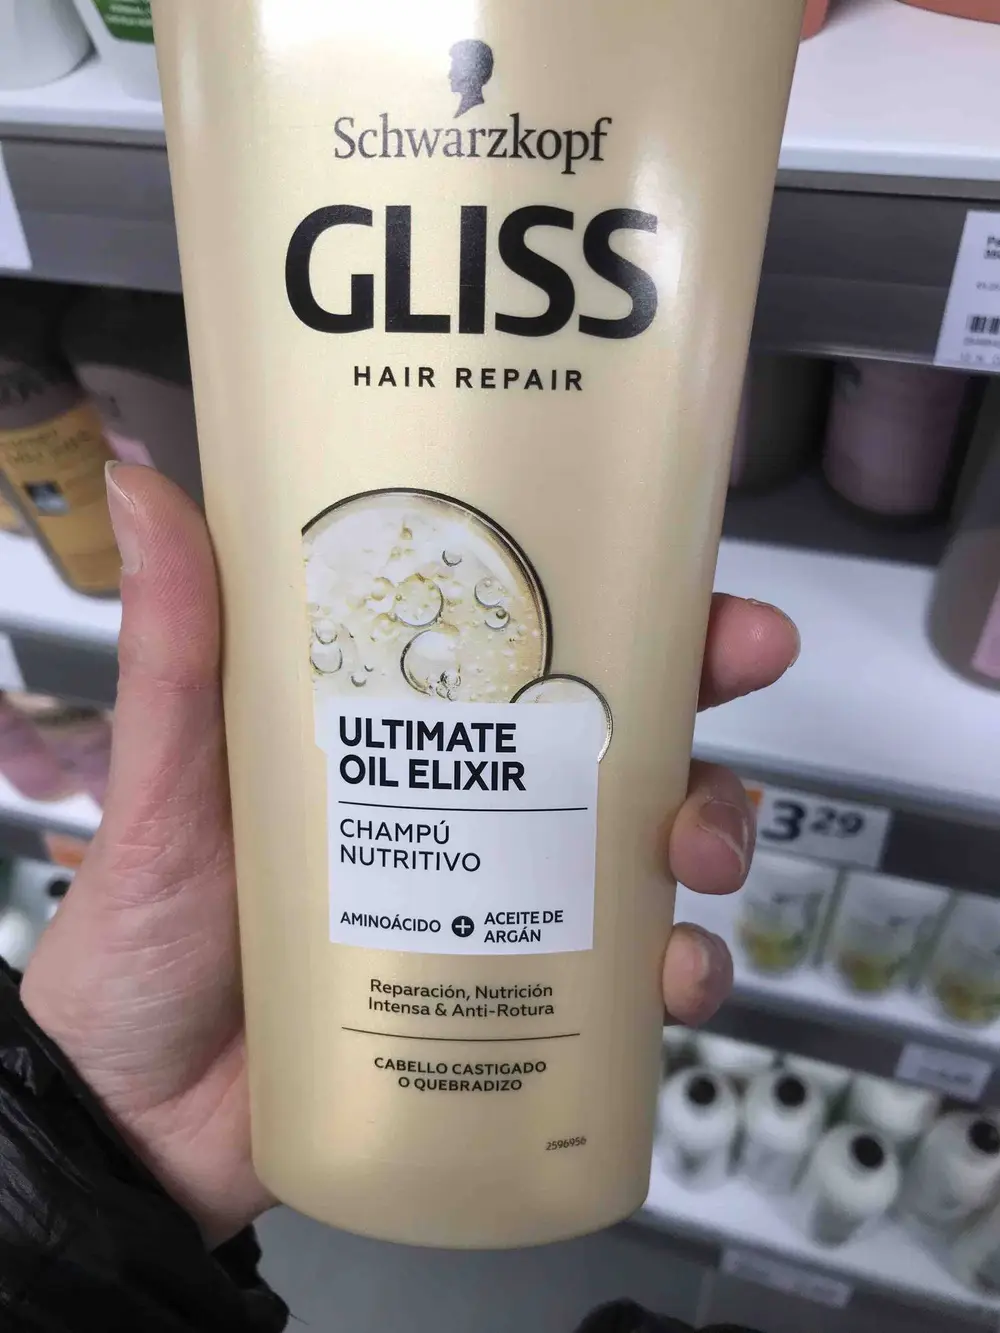 Schwarzkopf
GLISS
HAIR REPAIR
ULTIMATE
OIL ELIXIR
CHAMPÚ
NUTRITIVO
AMINOÁCIDO + ACEITE DE
ARGÁN
Reparación, Nutrición
Intensa & Anti-Rotura
CABELLO CASTIGADO
O QUEBRADIZO
2596956
3 29